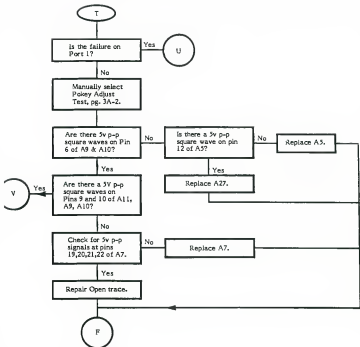 T
Is the failure on
Port 1?
Yes
U
No
Manually select
Pokey Adjust
Test, pg. 3A-2.
Are there 5v p-p
square waves on Pin
6 of A9 & A10?
No
Is there a 5v p-p
square wave on pin
12 of A5?
No
Replace A5.
Yes
Replace A27.
Yes
V
Yes
Are there a 5V p-p
square waves on
Pins 9 and 10 of A11,
A9, A10?
No
Check for 5v p-p
signals at pins
19,20,21,22 of A7.
No
Replace A7.
Yes
Repair Open trace.
F